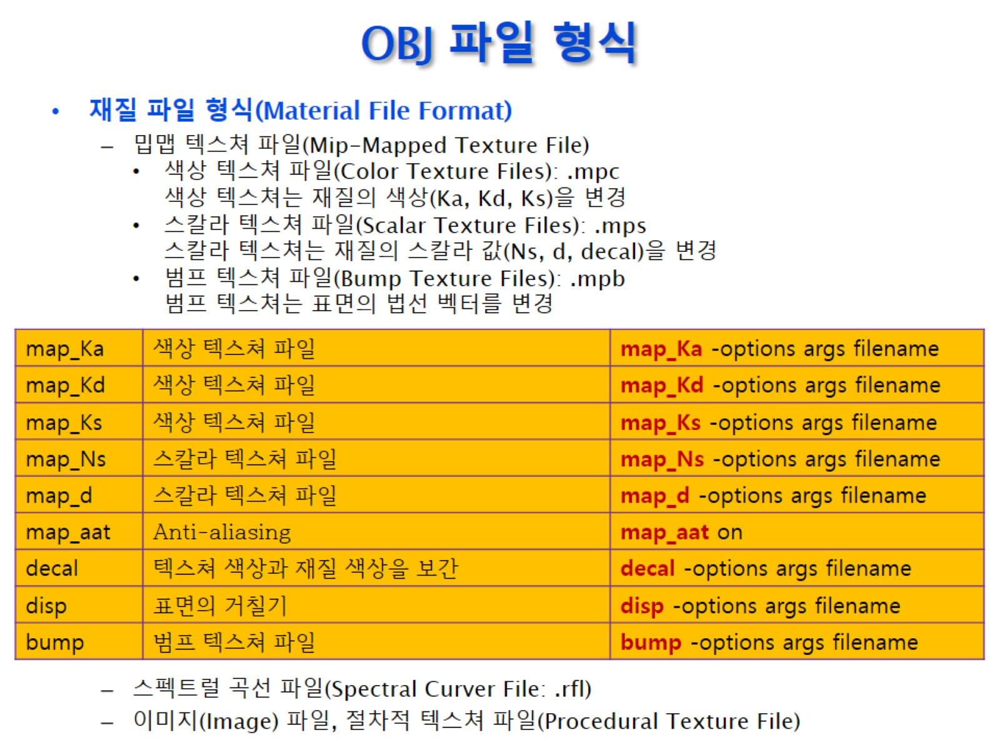 OBJ 파일 형식
• 재질 파일 형식(Material File Format)
– 밉맵 텍스쳐 파일(Mip-Mapped Texture File)
• 색상 텍스쳐 파일(Color Texture Files): .mpc
색상 텍스쳐는 재질의 색상(Ka, Kd, Ks)을 변경
• 스칼라 텍스쳐 파일(Scalar Texture Files): .mps
스칼라 텍스쳐는 재질의 스칼라 값(Ns, d, decal)을 변경
• 범프 텍스쳐 파일(Bump Texture Files): .mpb
범프 텍스쳐는 표면의 법선 벡터를 변경
map_Ka 색상 텍스쳐 파일 map_Ka -options args filename
map_Kd 색상 텍스쳐 파일 map_Kd -options args filename
map_Ks 색상 텍스쳐 파일 map_Ks -options args filename
map_Ns 스칼라 텍스쳐 파일 map_Ns -options args filename
map_d 스칼라 텍스쳐 파일 map_d -options args filename
map_aat Anti-aliasing map_aat on
decal 텍스쳐 색상과 재질 색상을 보간 decal -options args filename
disp 표면의 거칠기 disp -options args filename
bump 범프 텍스쳐 파일 bump -options args filename
– 스펙트럴 곡선 파일(Spectral Curver File: .rfl)
– 이미지(Image) 파일, 절차적 텍스쳐 파일(Procedural Texture File)